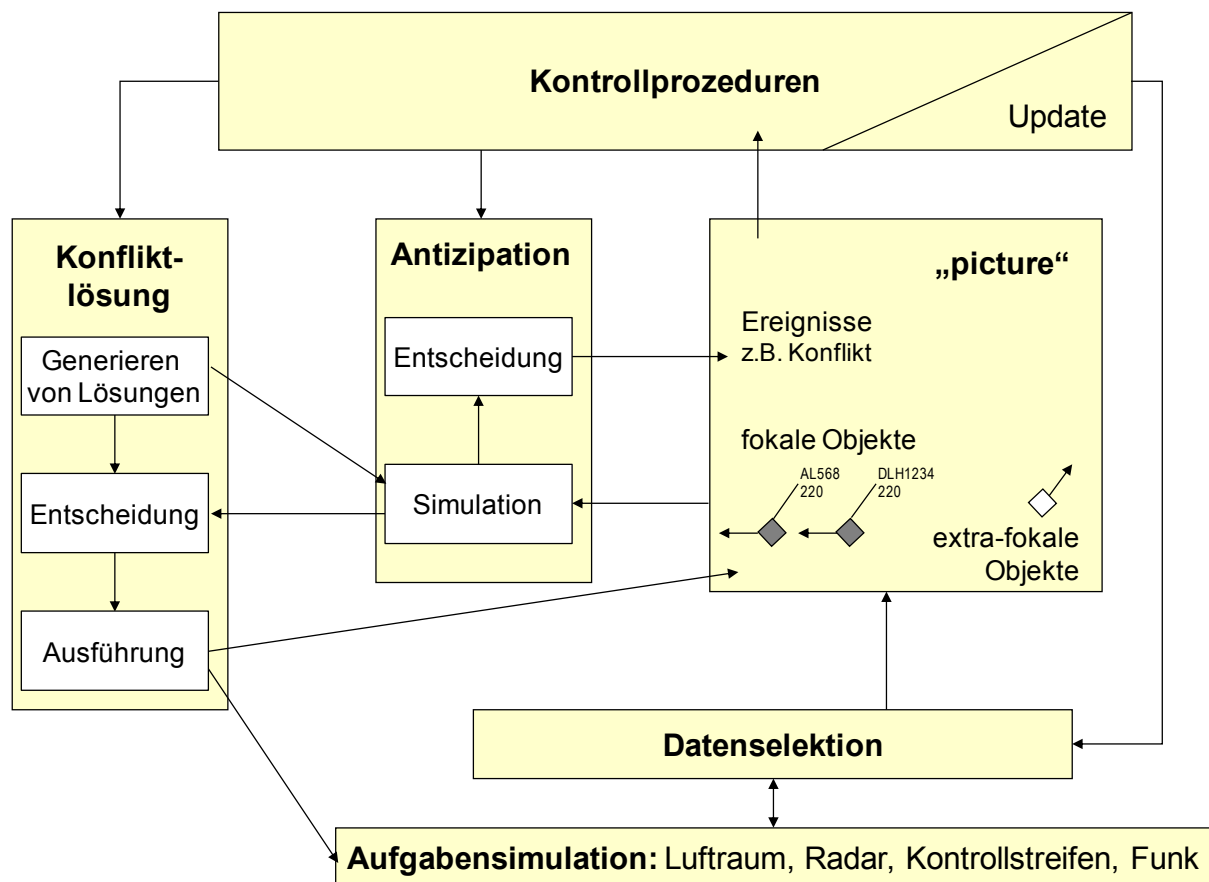 Kontrollprozeduren
Update
Konflikt-
lösung
Generieren
von Lösungen
Entscheidung
Ausführung
Antizipation
Entscheidung
Simulation
„picture“
Ereignisse
z.B. Konflikt
fokale Objekte
AL568
220
DLH1234
220
extra-fokale
Objekte
Datenselektion
Aufgabensimulation: Luftraum, Radar, Kontrollstreifen, Funk